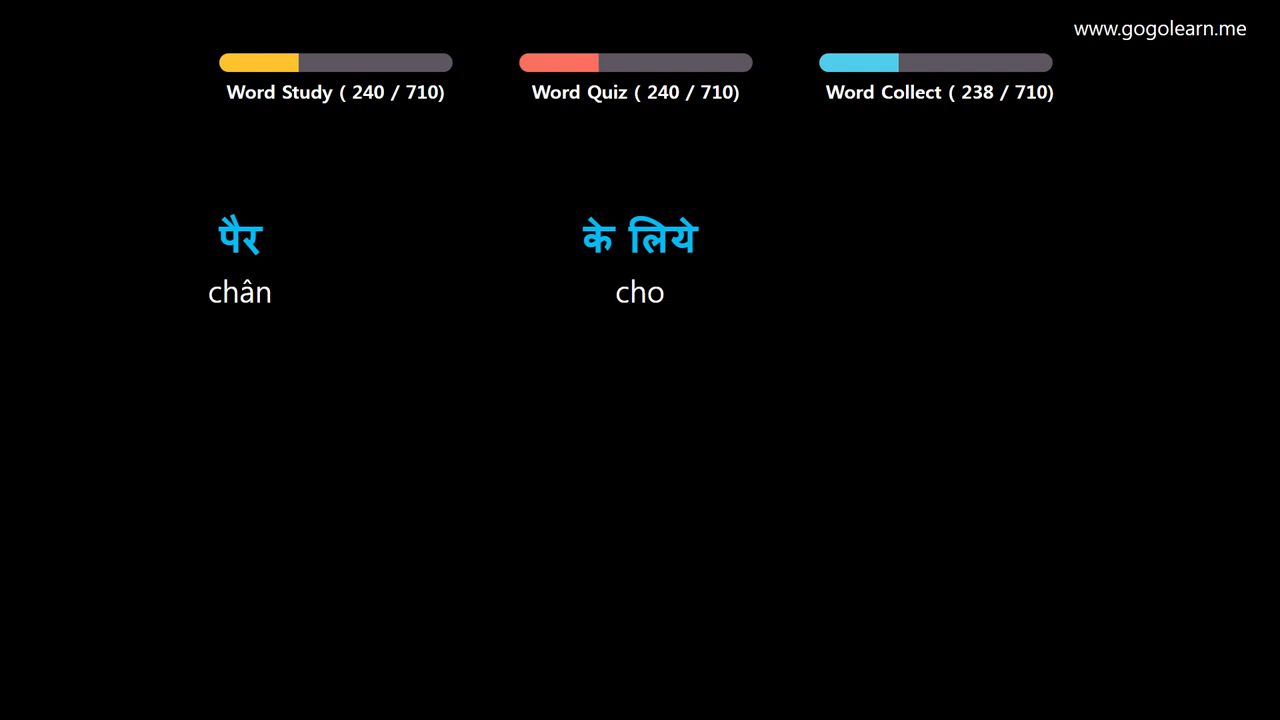 www.gogolearn.me
Word Study ( 240 / 710)
Word Quiz ( 240 / 710)
Word Collect ( 238 / 710)
पैर
chân
के लिये
cho